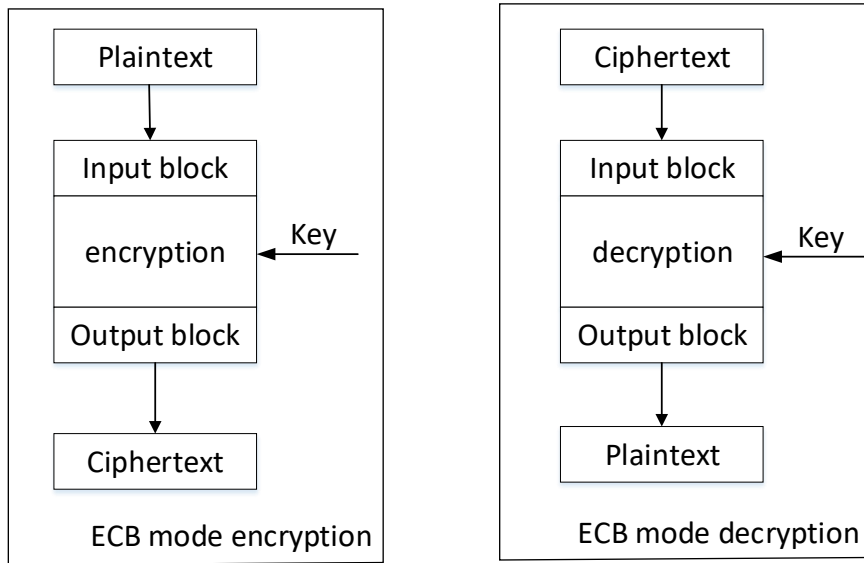 Plaintext
Input block
encryption
Key
Output block
Ciphertext
ECB mode encryption
Ciphertext
Input block
decryption
Key
Output block
Plaintext
ECB mode decryption